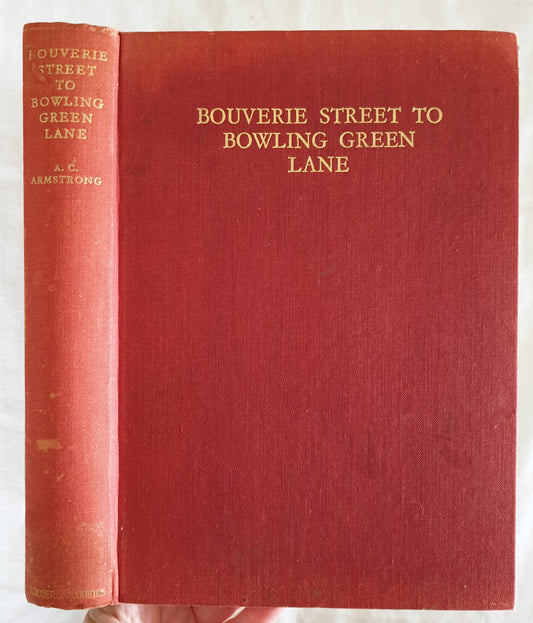 BOUVERIE
STREET
TO
BOWLING
GREEN
LANE
A. C.
ARMSTRONG
BOUVERIE STREET TO
BOWLING GREEN
LANE